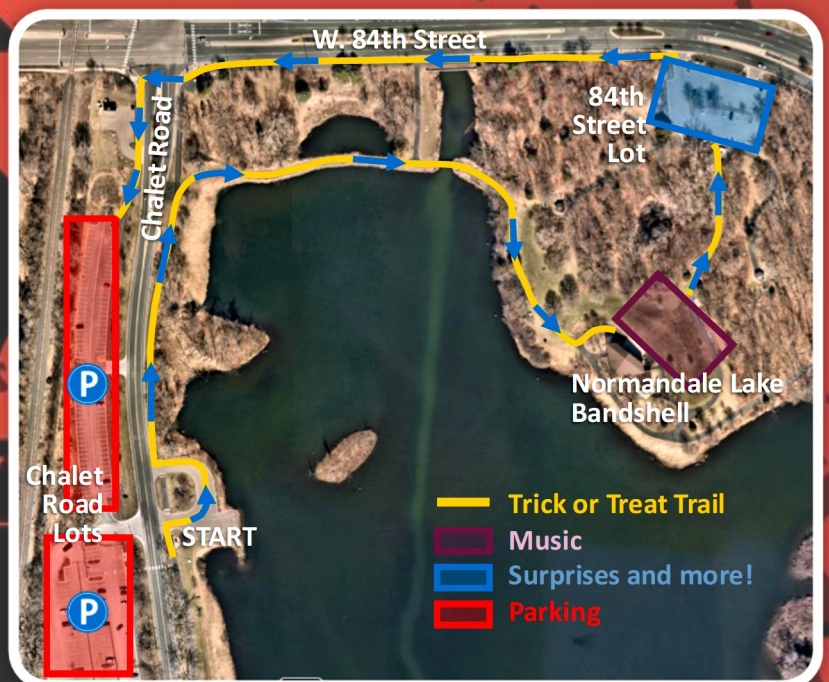 W. 84th Street
84th
Street
Lot
Chalet Road
P
Normandale Lake
Bandshell
Chalet
Road
Lots
START
P
Trick or Treat Trail
Music
Surprises and more!
Parking